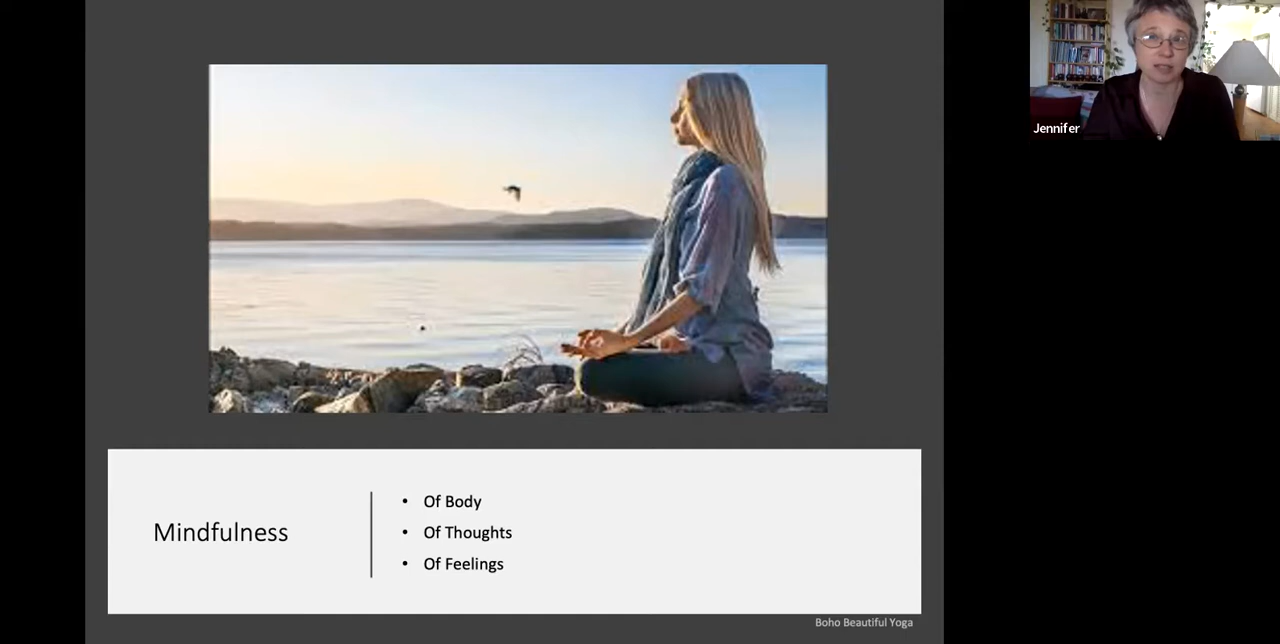 Jennifer
Mindfulness
• Of Body
• Of Thoughts
• Of Feelings
Boho Beautiful Yoga